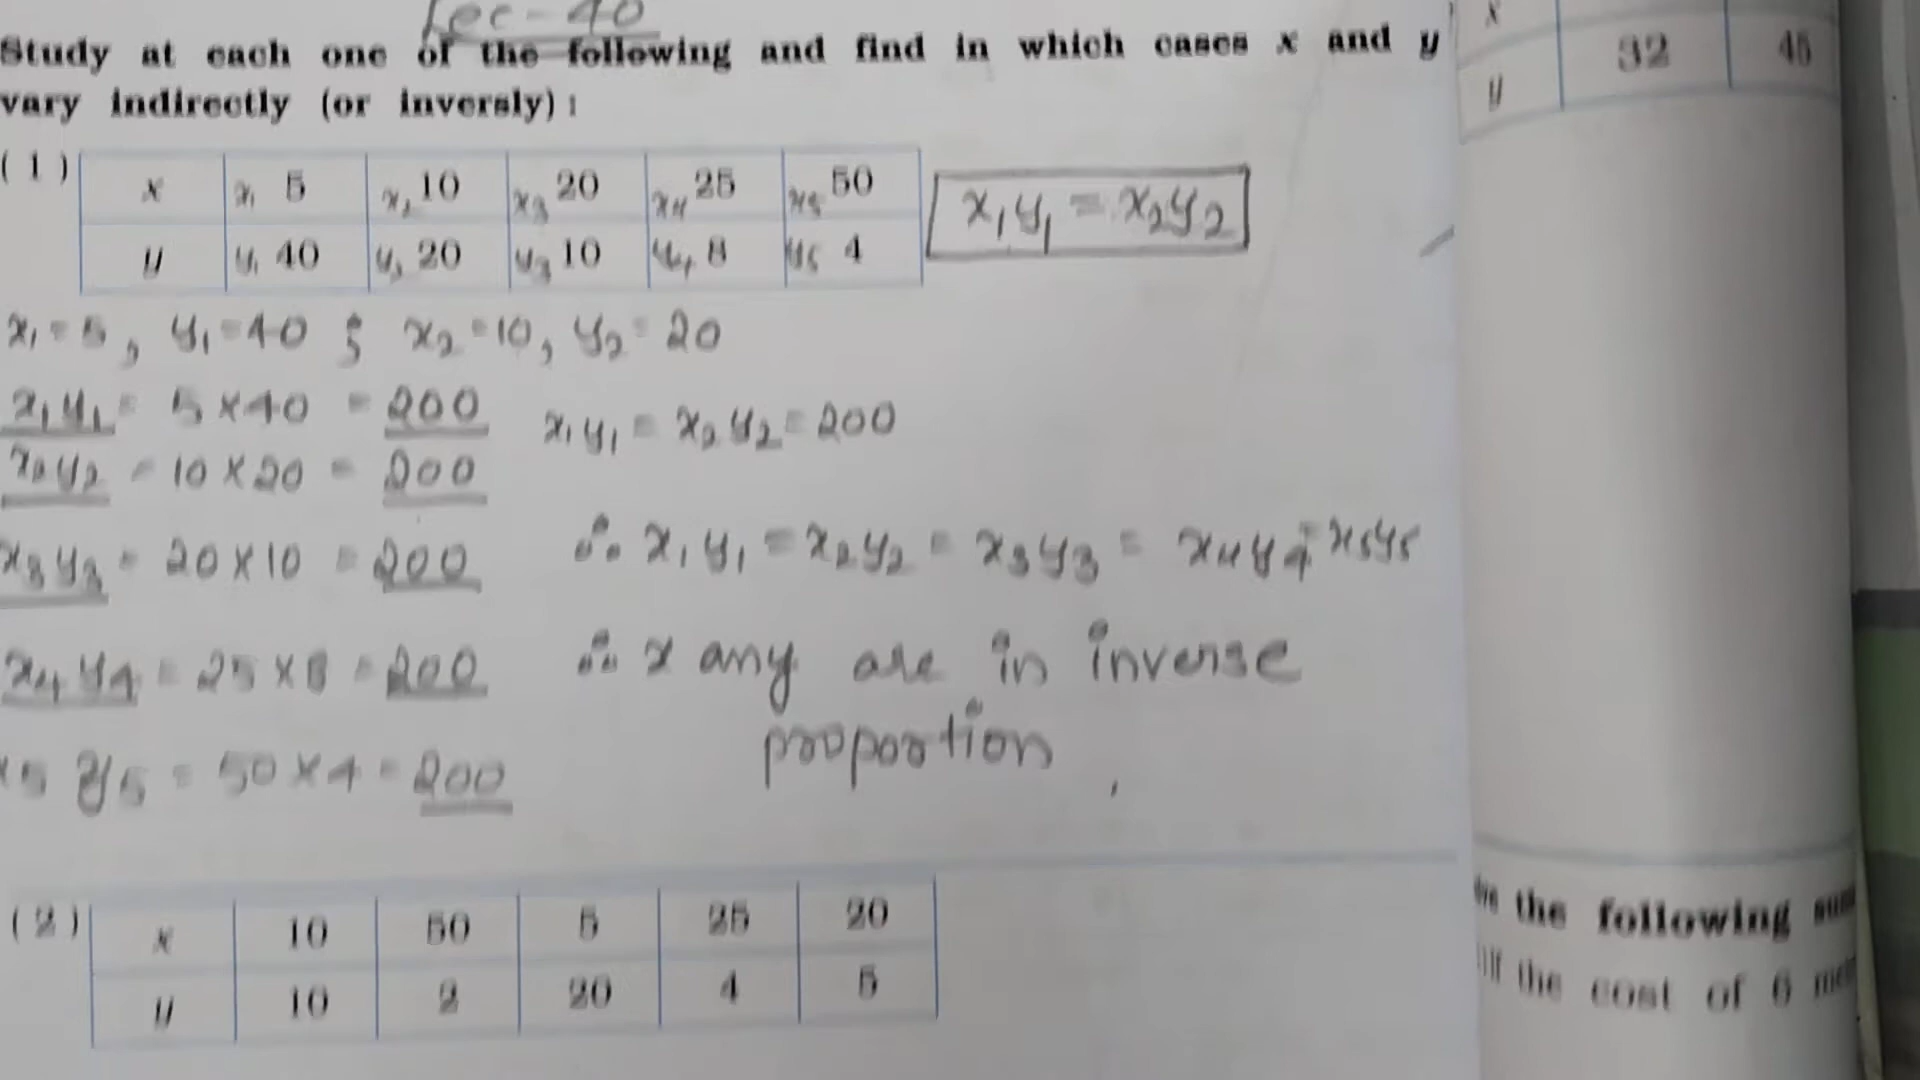 Lec - 40
Study at each one of the following and find in which cases x and y
vary indirectly (or inversly) :
(1)
x x₁ 5 x₂ 10 x₃ 20 x₄ 25 x₅ 50
y y₁ 40 y₂ 20 y₃ 10 y₄ 8 y₅ 4
x₁y₁ = x₂y₂
x₁ = 5, y₁ = 40 ; x₂ = 10, y₂ = 20
x₁y₁ = 5 × 40 = 200
x₂y₂ = 10 × 20 = 200
x₁y₁ = x₂y₂ = 200
x₃y₃ = 20 × 10 = 200
∴ x₁y₁ = x₂y₂ = x₃y₃ = x₄y₄ = x₅y₅
x₄y₄ = 25 × 8 = 200
∴ x any are in inverse
proportion
x₅y₅ = 50 × 4 = 200
(2)
x 10 50 5 25 20
y 10 2 20 4 5
x
y 32 45
the following
If the cost of 6